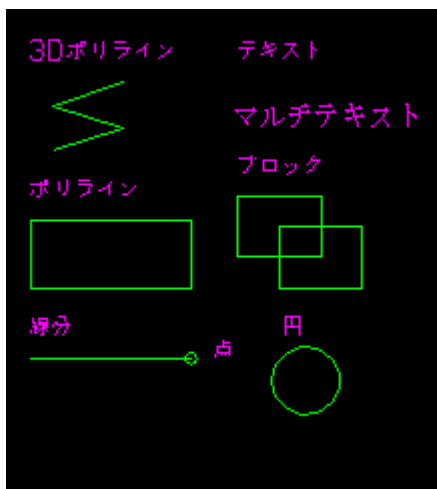 3Dポリライン
テキスト
マルチテキスト
ブロック
ポリライン
線分
点
円